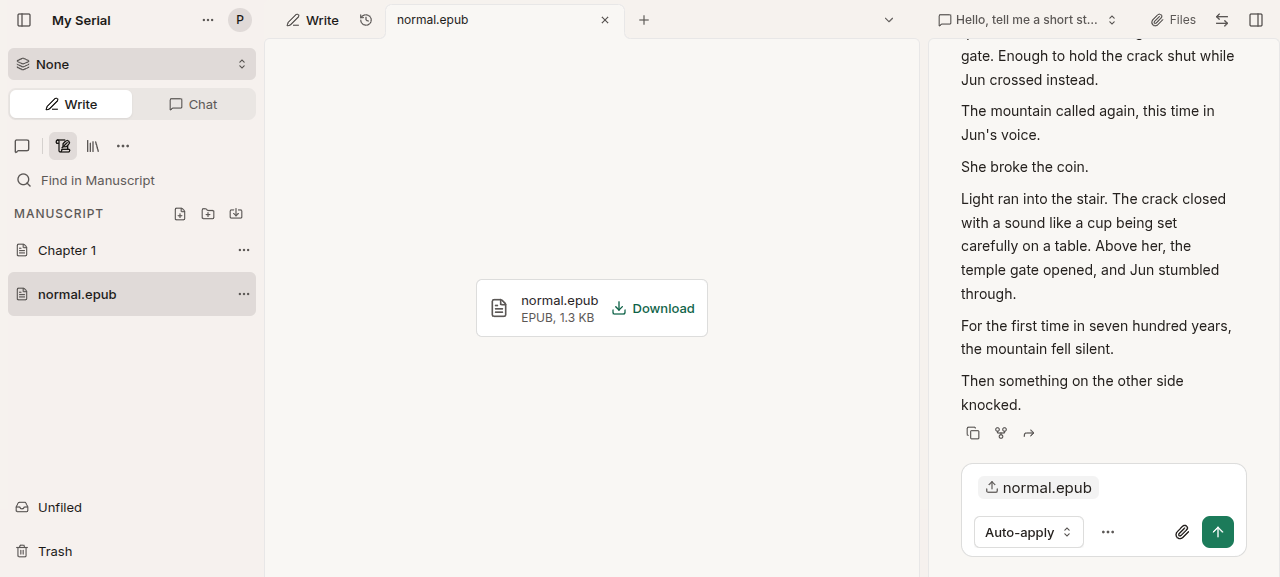 My Serial
P
None
Write
Chat
Find in Manuscript
MANUSCRIPT
Chapter 1
normal.epub
Unfiled
Trash
Write
normal.epub
normal.epub
EPUB, 1.3 KB
Download
Hello, tell me a short st...
Files
gate. Enough to hold the crack shut while
Jun crossed instead.
The mountain called again, this time in
Jun's voice.
She broke the coin.
Light ran into the stair. The crack closed
with a sound like a cup being set
carefully on a table. Above her, the
temple gate opened, and Jun stumbled
through.
For the first time in seven hundred years,
the mountain fell silent.
Then something on the other side
knocked.
normal.epub
Auto-apply